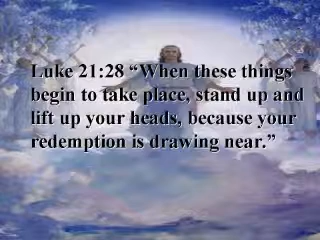 Luke 21:28 “When these things
begin to take place, stand up and
lift up your heads, because your
redemption is drawing near.”